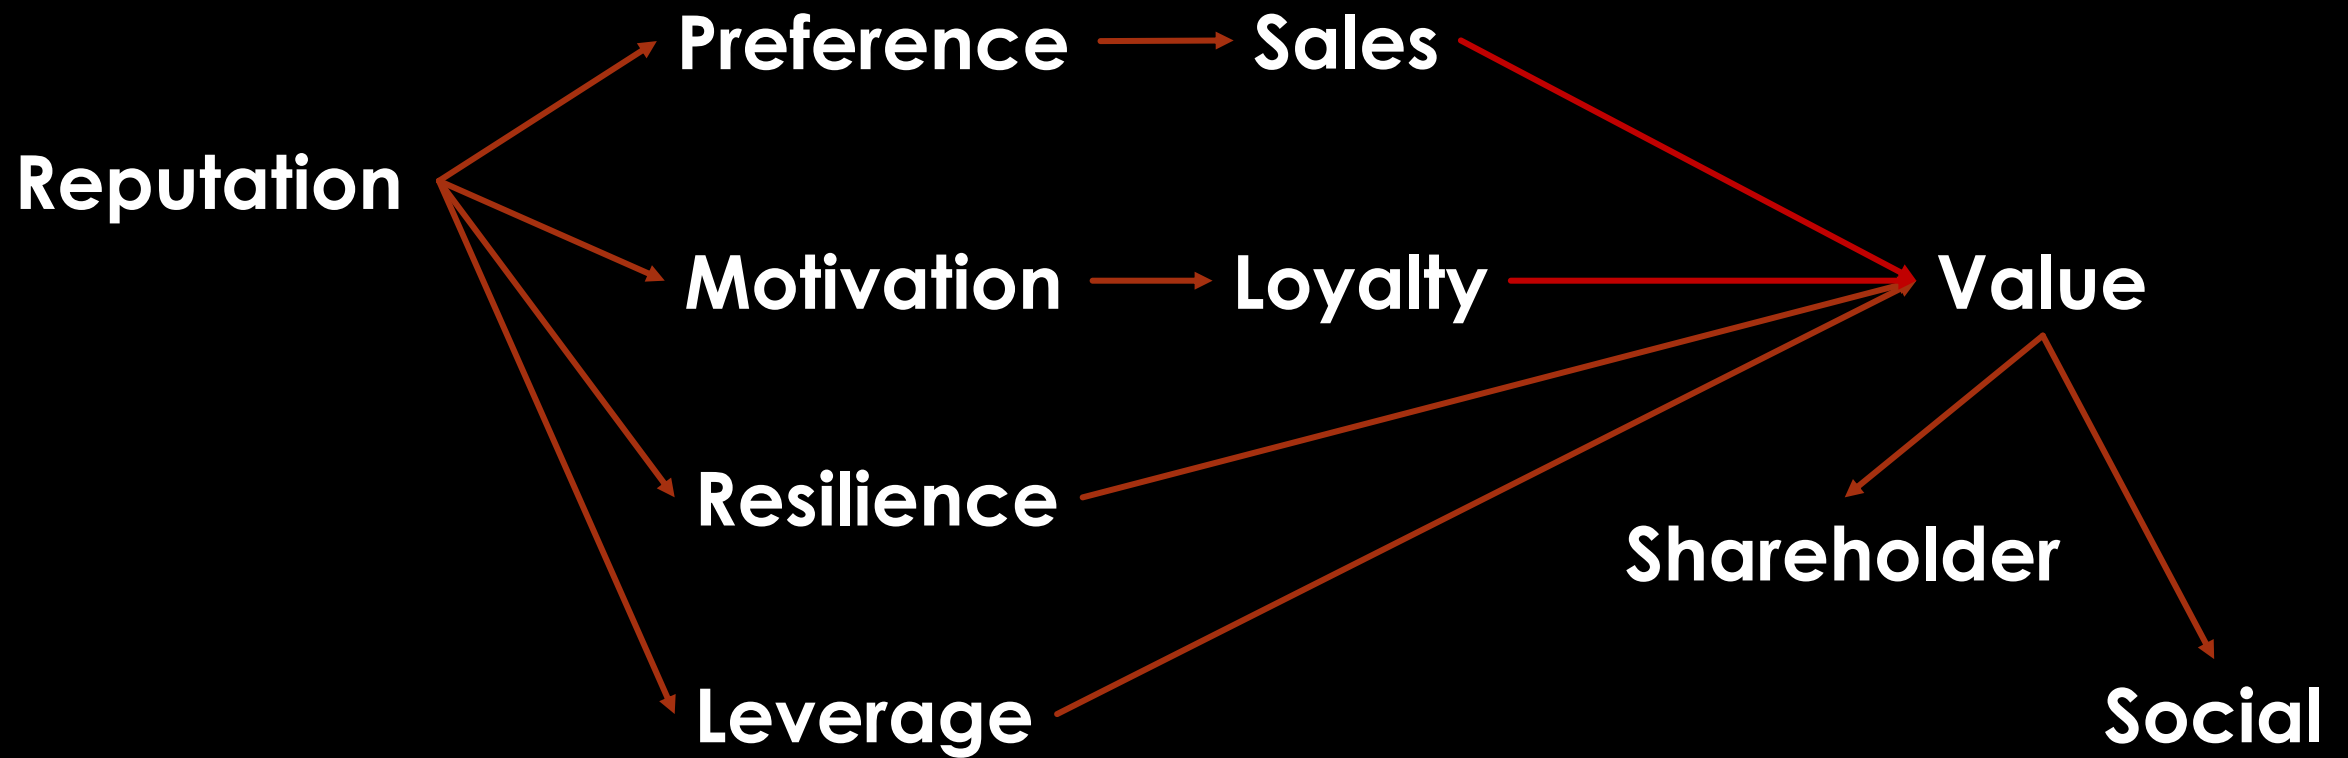 Preference
Sales
Reputation
Motivation
Loyalty
Value
Resilience
Shareholder
Leverage
Social